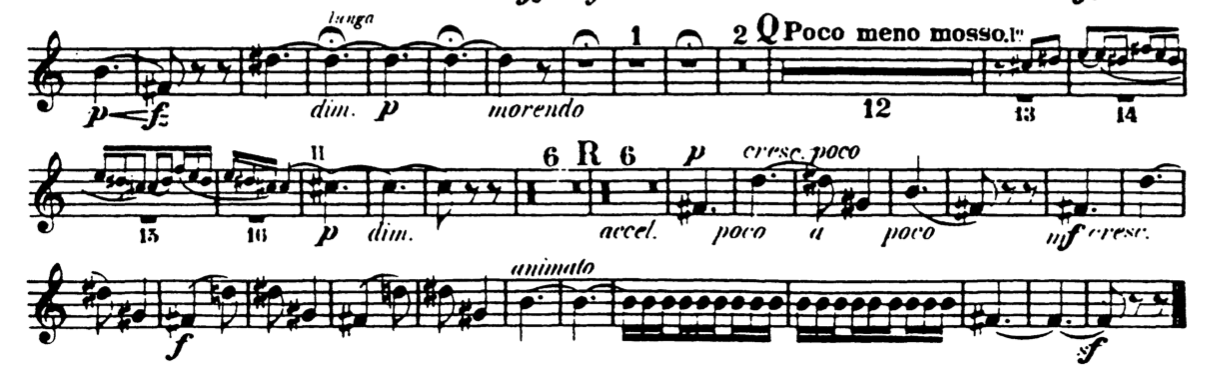 lunga
1 2 Q Poco meno mosso.
p f dim. p morendo 12 13 14
II 6 R 6 p cresc. poco
15 16 p dim. accel. poco a poco mf cresc.
animato
f sf